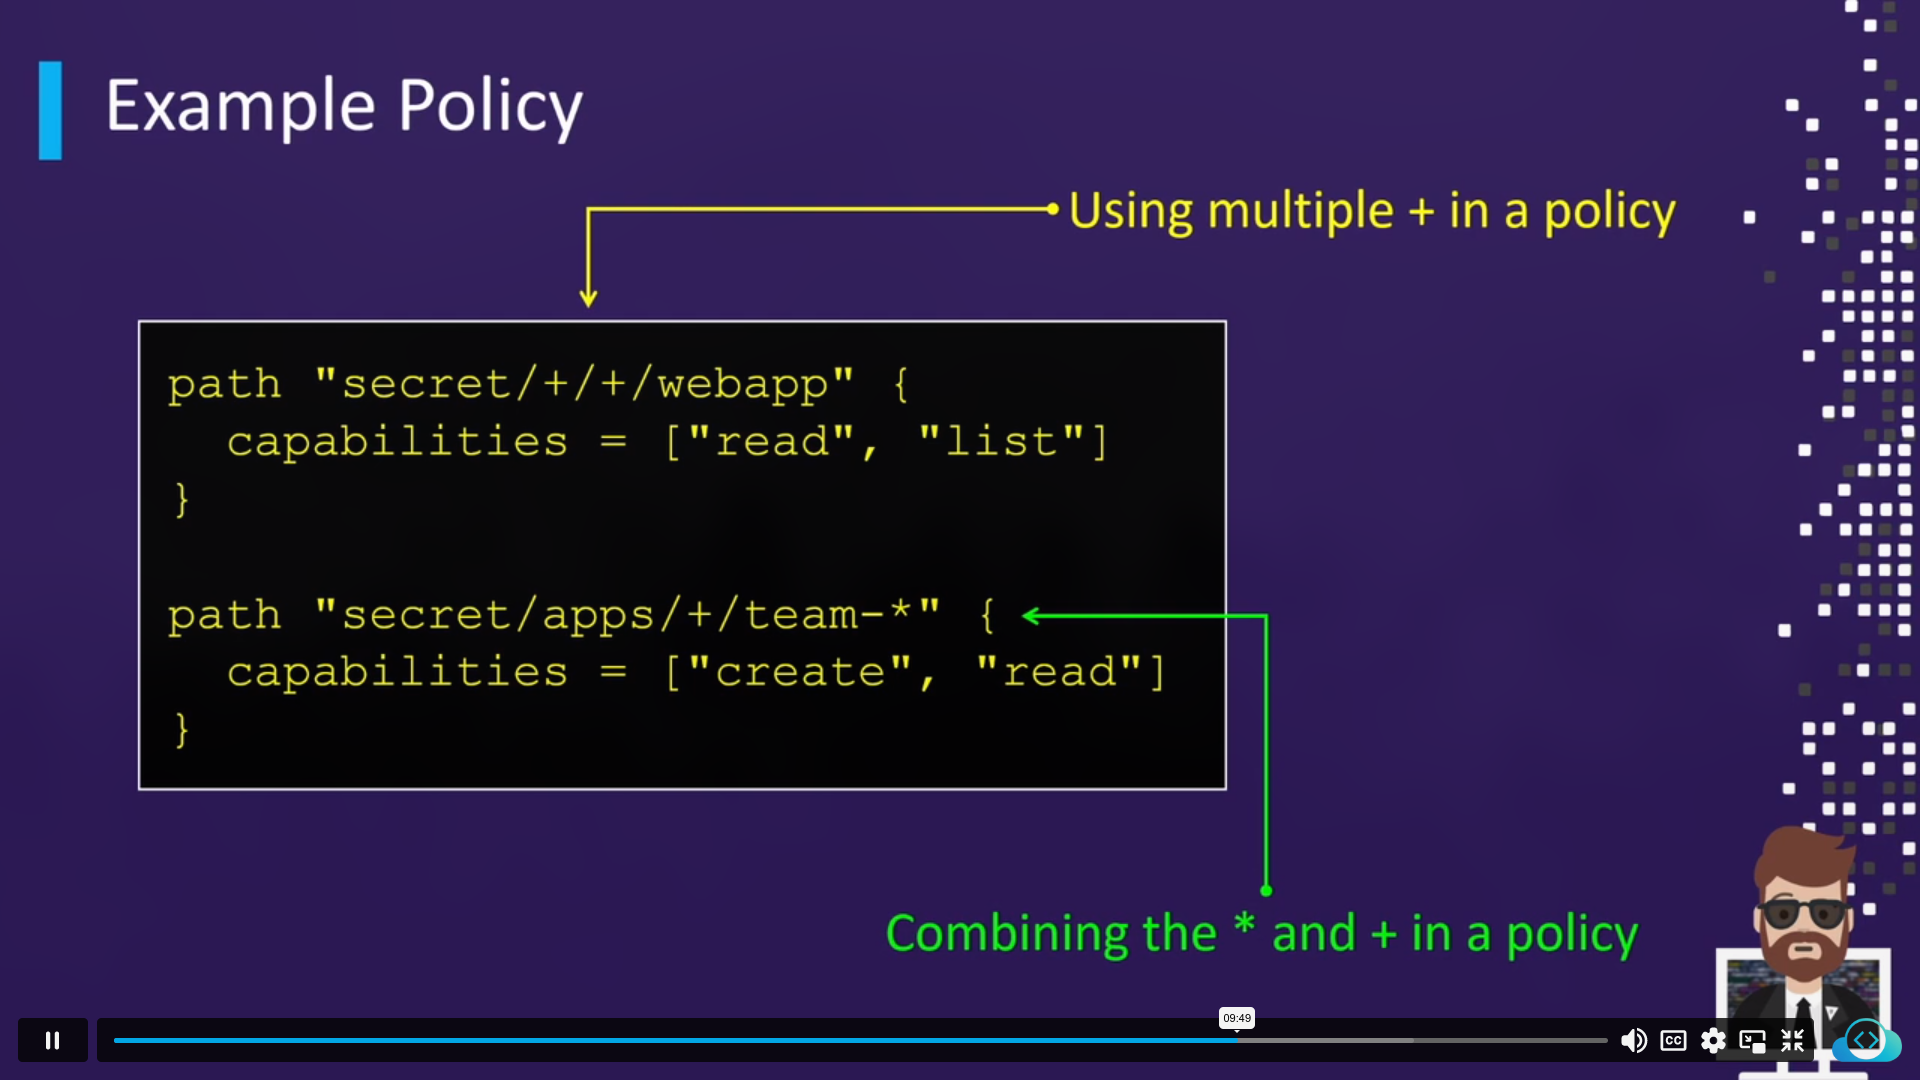 Example Policy
Using multiple + in a policy
path "secret/+/+/webapp" {
  capabilities = ["read", "list"]
}
path "secret/apps/+/team-*" {
  capabilities = ["create", "read"]
}
Combining the * and + in a policy
09:49
CC